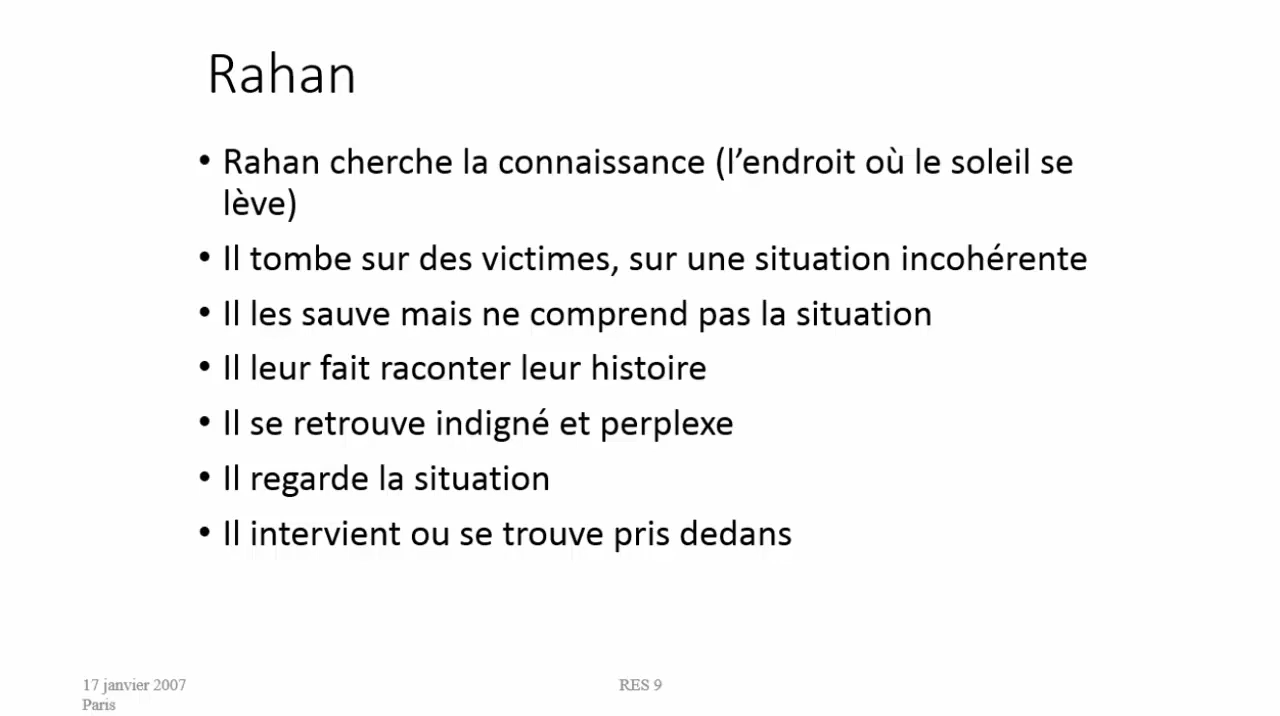 Rahan
• Rahan cherche la connaissance (l’endroit où le soleil se
lève)
• Il tombe sur des victimes, sur une situation incohérente
• Il les sauve mais ne comprend pas la situation
• Il leur fait raconter leur histoire
• Il se retrouve indigné et perplexe
• Il regarde la situation
• Il intervient ou se trouve pris dedans
17 janvier 2007
Paris
RES 9